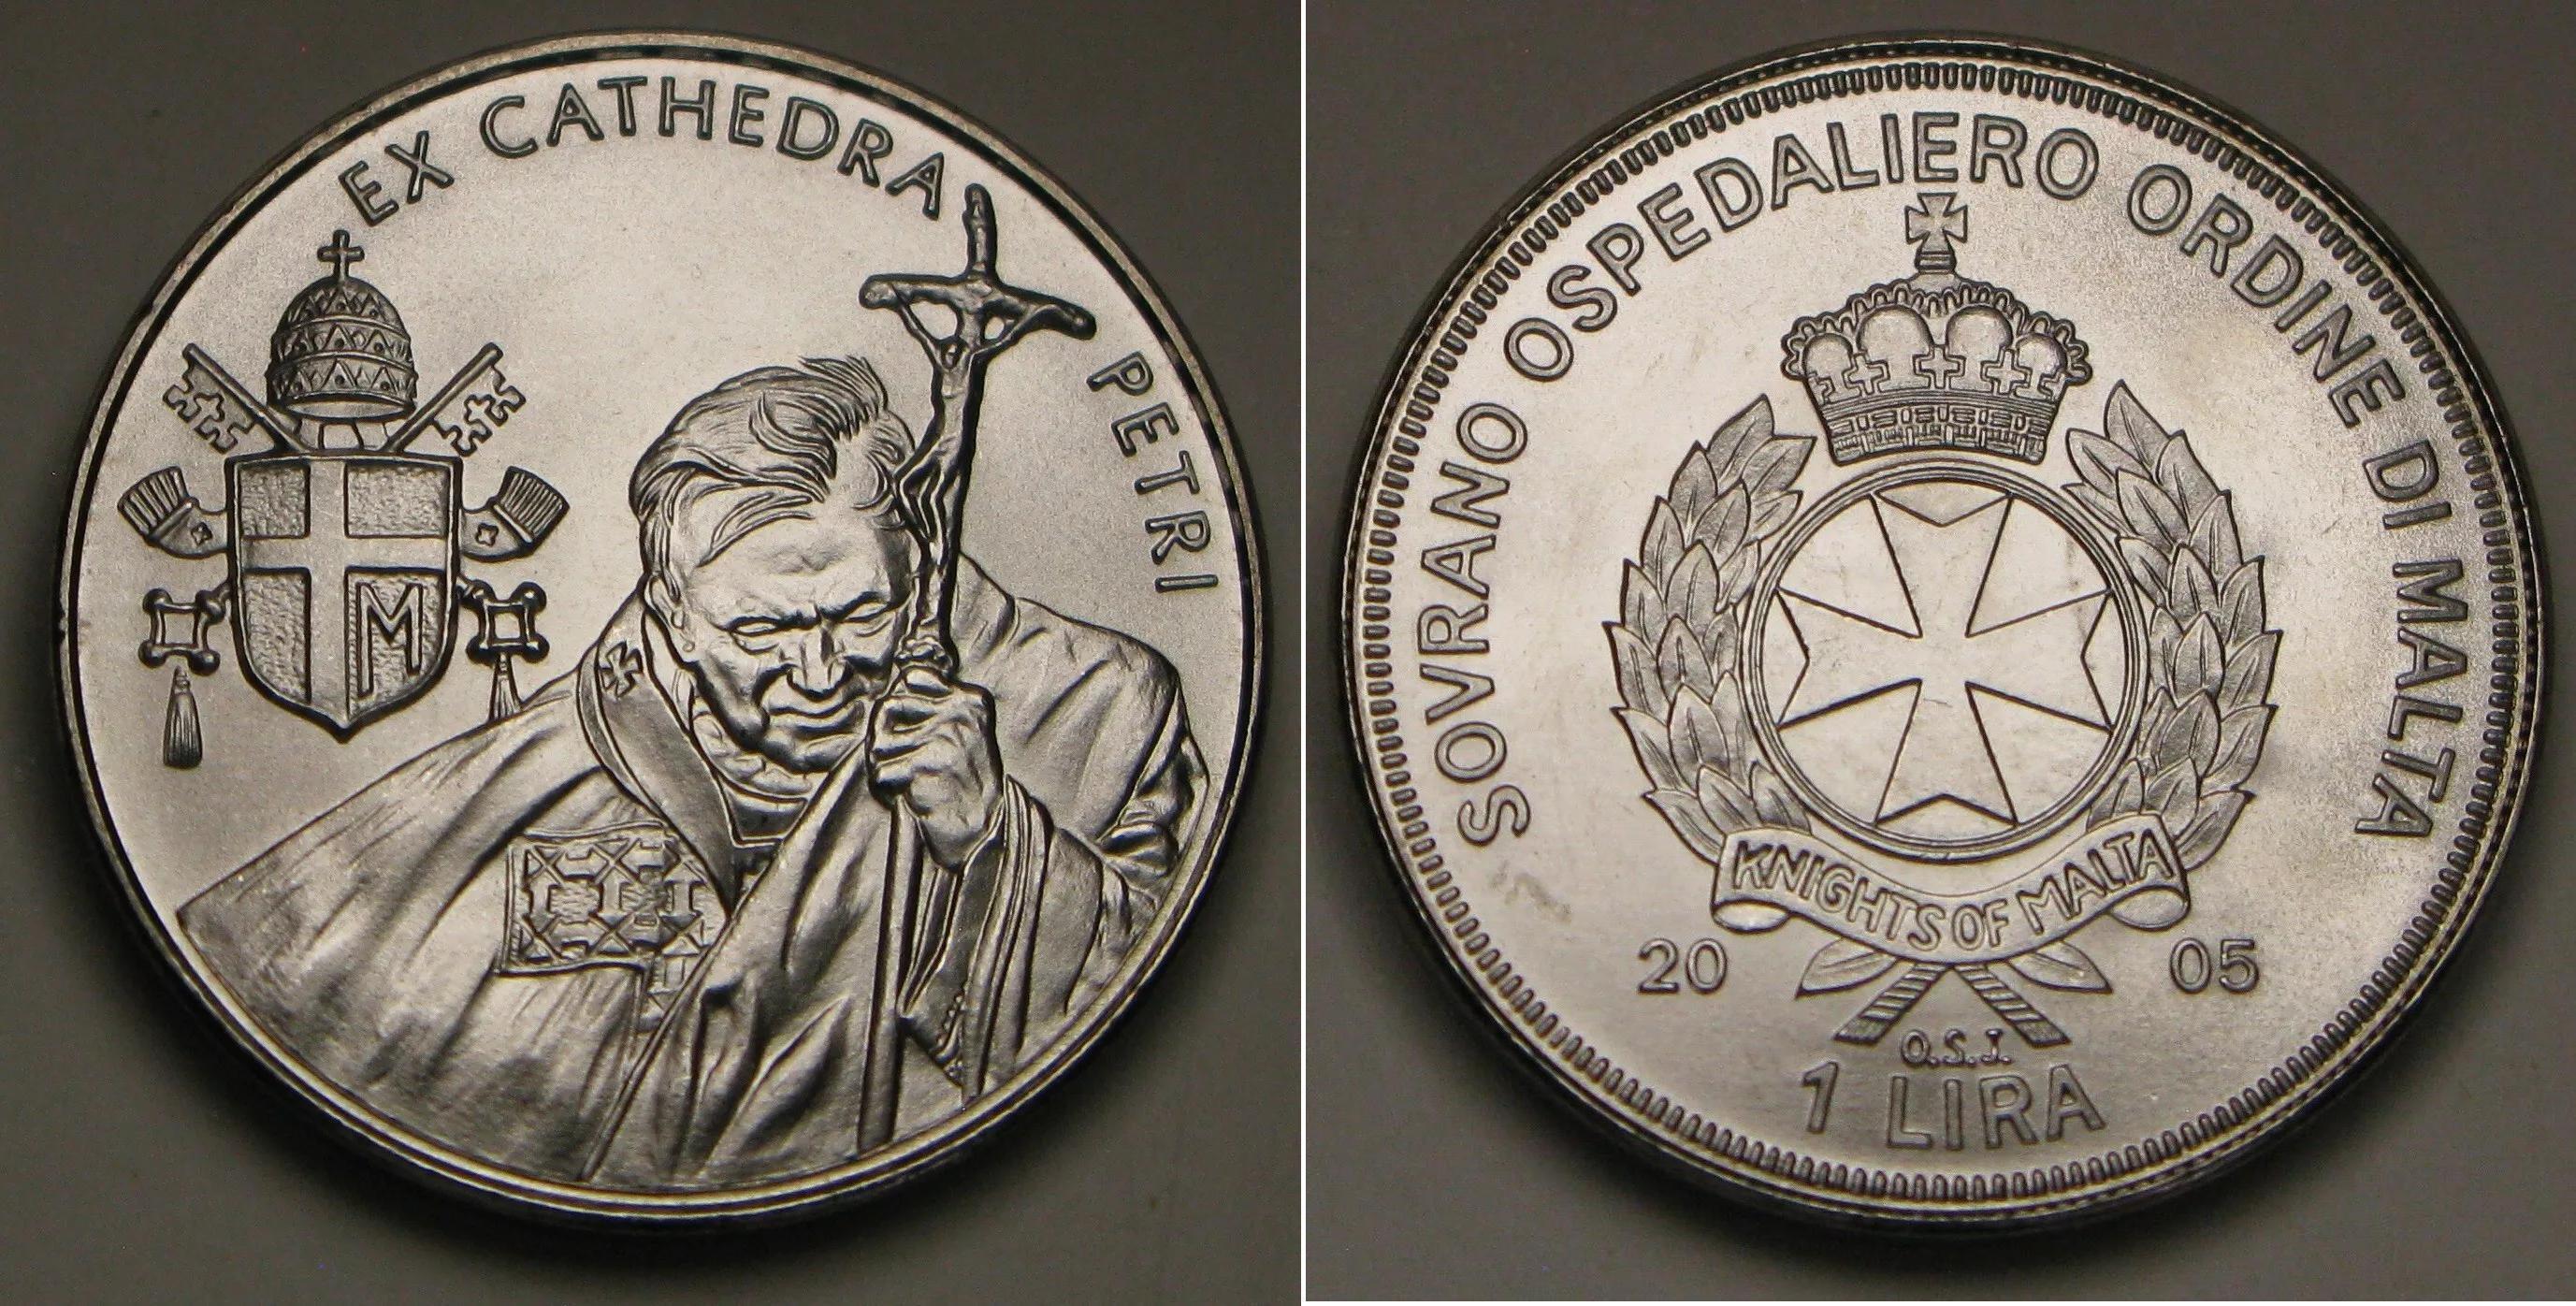 EX CATHEDRA PETRI
M
SOVRANO OSPEDALIERO ORDINE DI MALTA
KNIGHTS OF MALTA
20 05
O.S.J.
1 LIRA